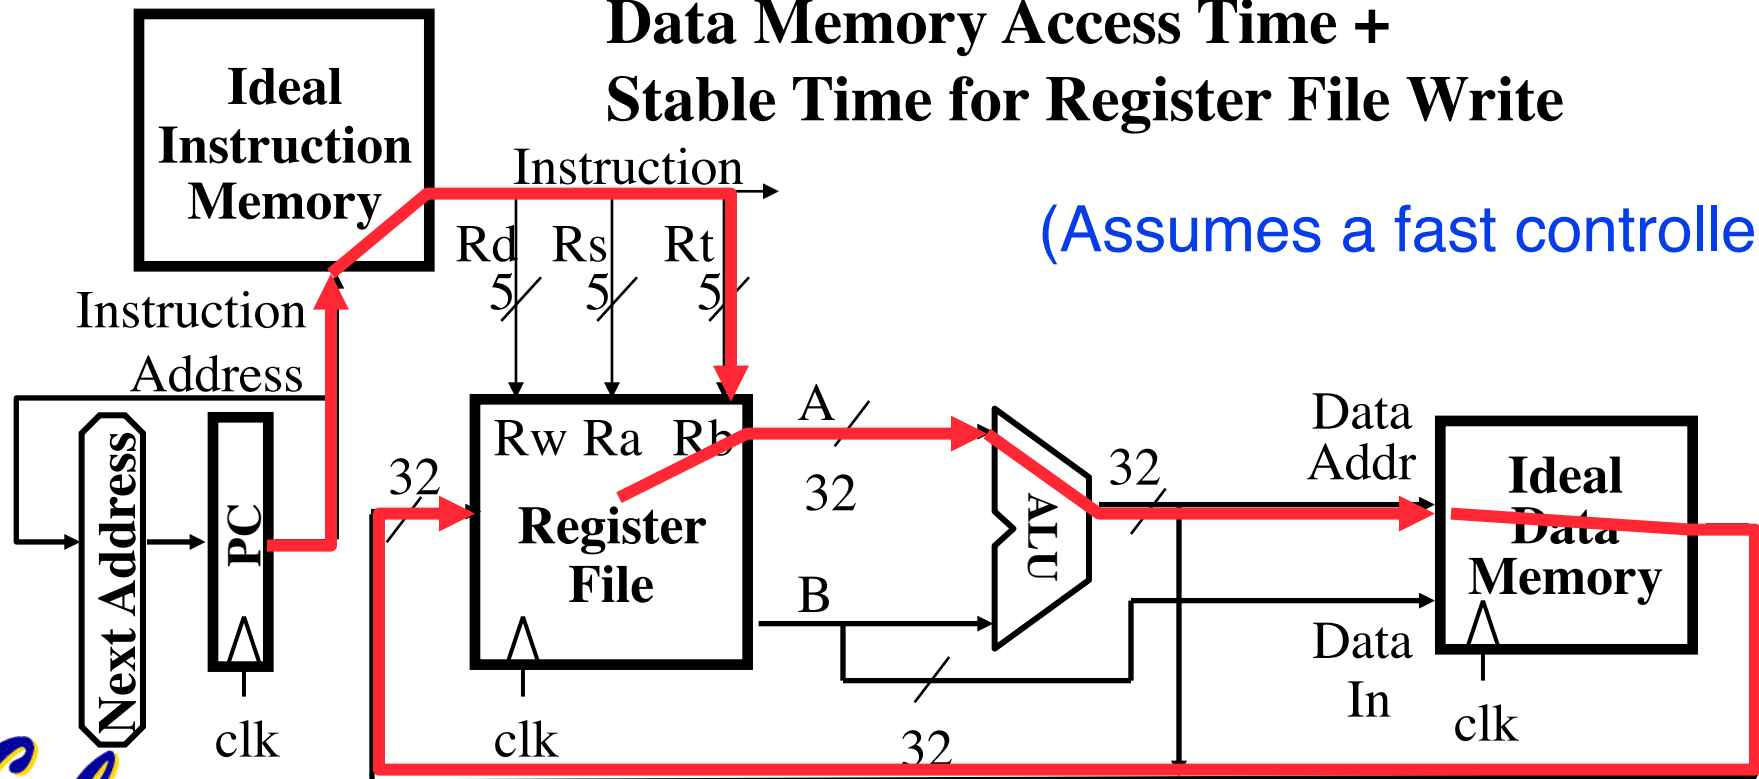 Data Memory Access Time +
Stable Time for Register File Write
(Assumes a fast controlle
Ideal
Instruction
Memory
Instruction
Rd Rs Rt
5 5 5
Instruction
Address
Next Address
PC
clk
32
Rw Ra Rb
Register
File
clk
A
32
B
32
ALU
32
Data
Addr
Data
In
Ideal
Data
Memory
clk